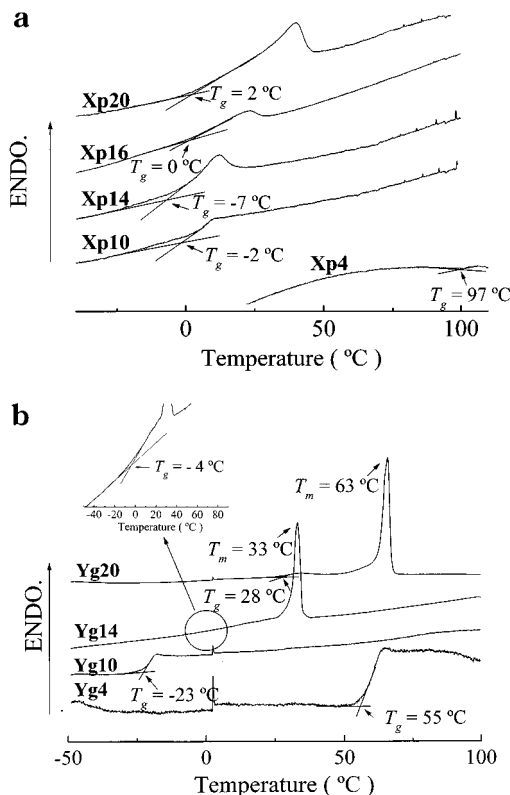 a
Xp20
T_g = 2 ºC
Xp16
T_g = 0 ºC
Xp14
T_g = -7 ºC
Xp10
T_g = -2 ºC
Xp4
T_g = 97 ºC
ENDO.
0
50
100
Temperature ( ºC )
b
T_g = - 4 ºC
-40 -20 0 20 40 60 80
Temperature ( ºC )
T_m = 63 ºC
T_m = 33 ºC
Yg20
T_g = 28 ºC
Yg14
Yg10
T_g = -23 ºC
Yg4
T_g = 55 ºC
ENDO.
-50
0
50
100
Temperature ( ºC )